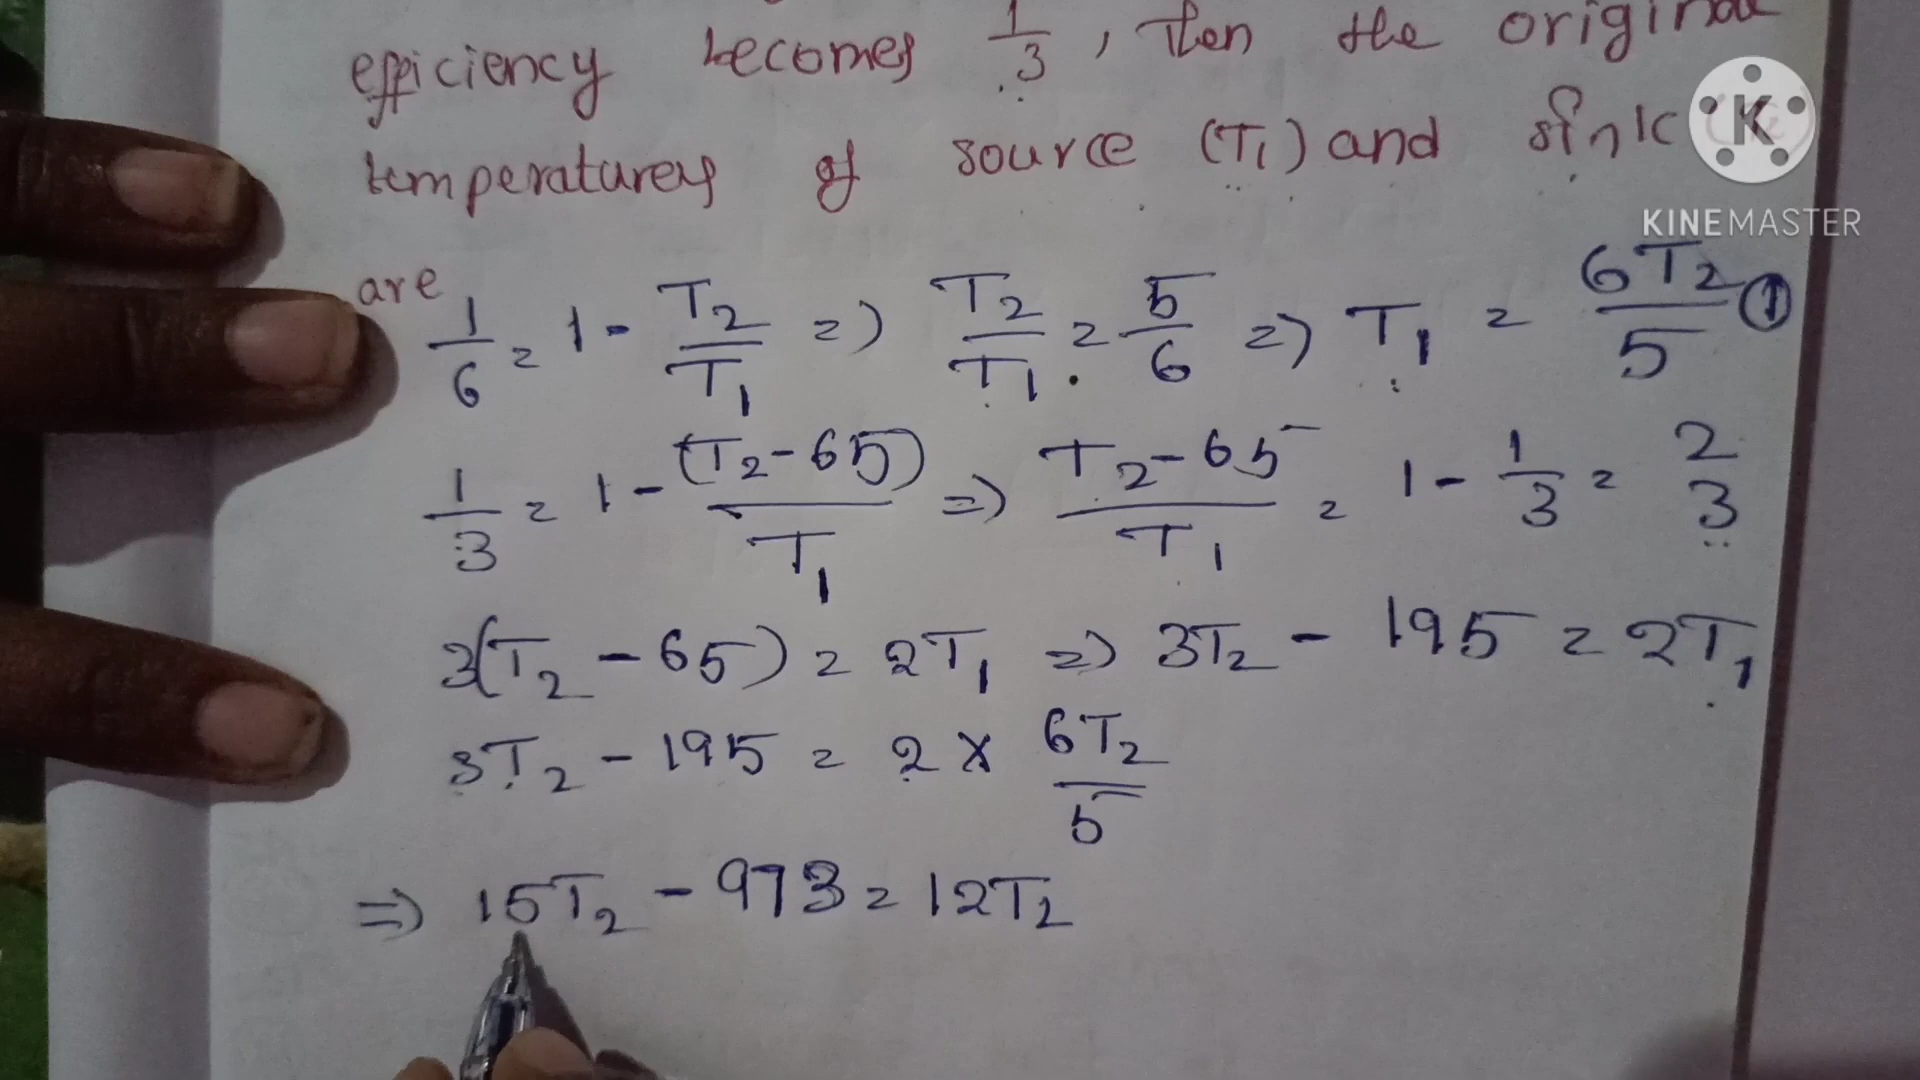 efficiency becomes 1/3, then the original
temperatures of source (T₁) and sink
are
1/6 = 1 - T₂/T₁ => T₂/T₁ = 5/6 => T₁ = 6T₂/5 ①
1/3 = 1 - (T₂-65)/T₁ => T₂-65/T₁ = 1 - 1/3 = 2/3
3(T₂ - 65) = 2T₁ => 3T₂ - 195 = 2T₁
3T₂ - 195 = 2 × 6T₂/5
=> 15T₂ - 973 = 12T₂
K
KINEMASTER